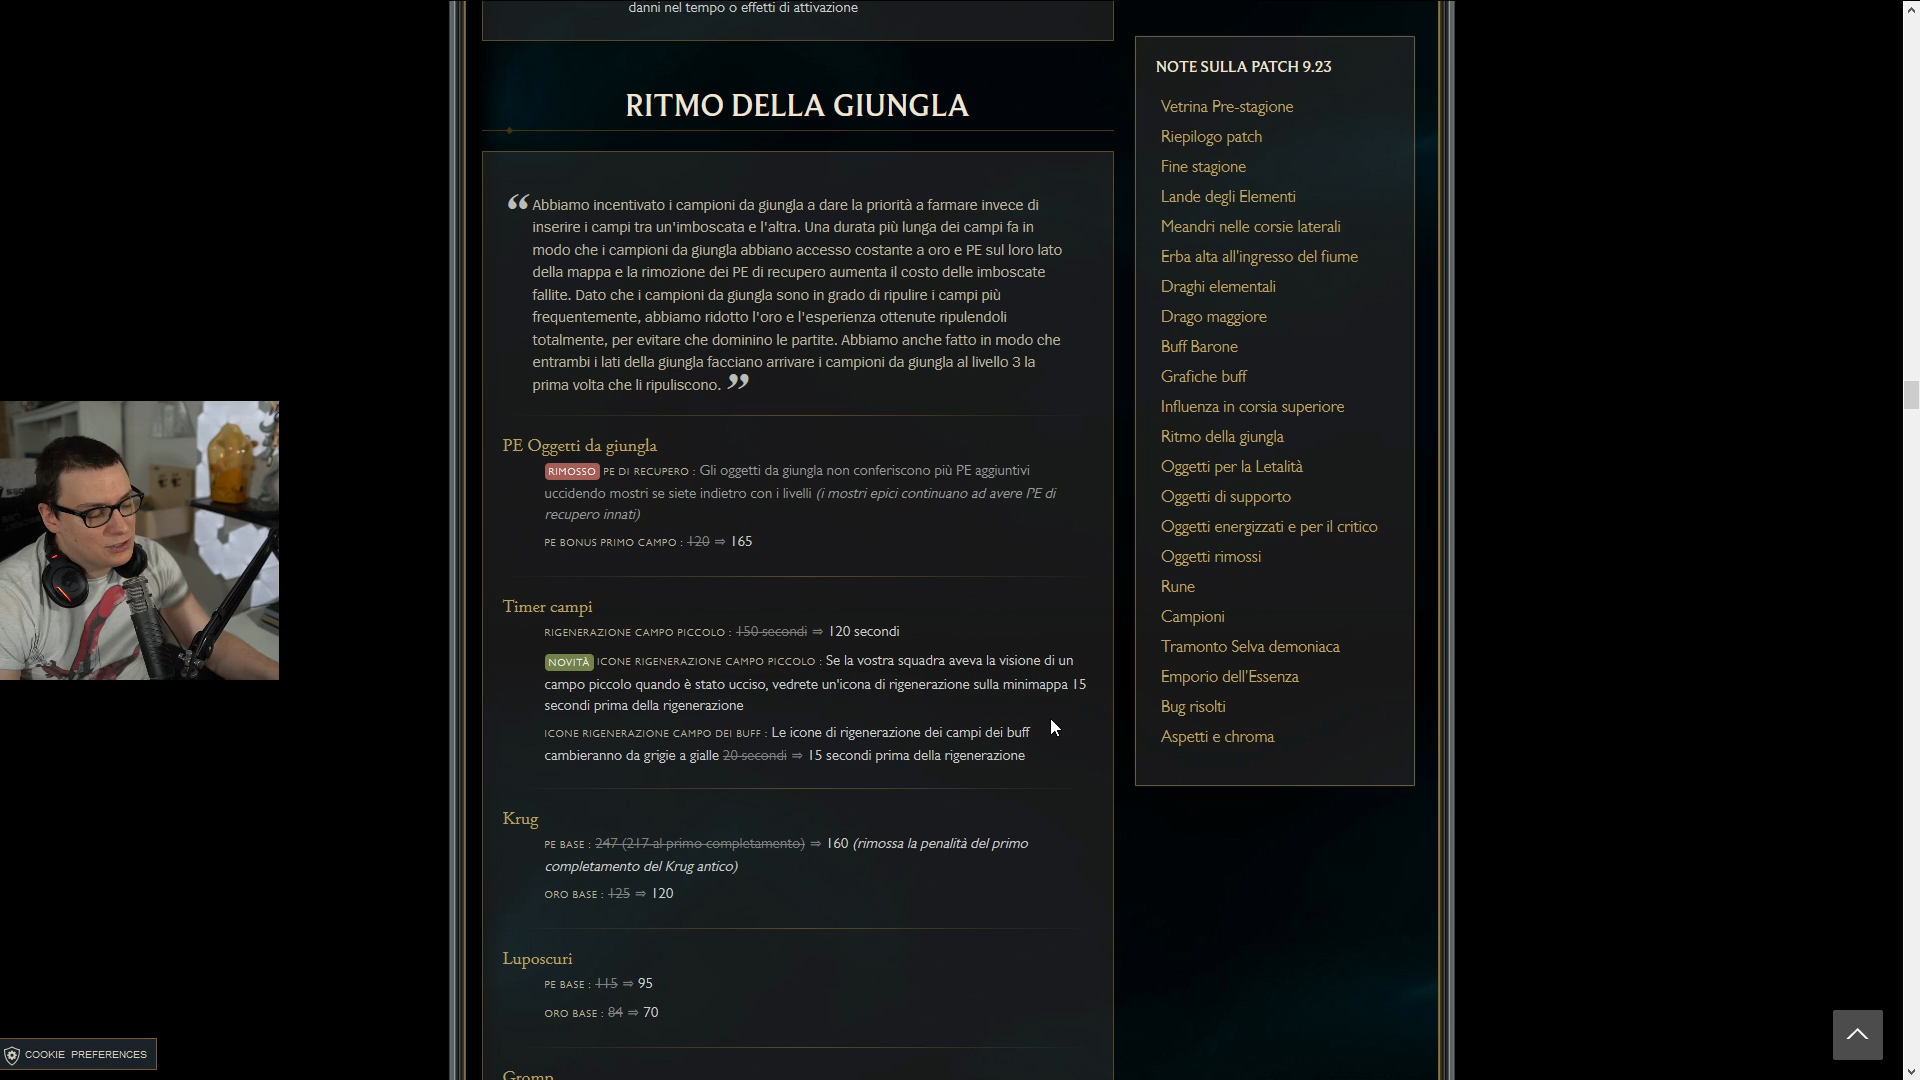 danni nel tempo o effetti di attivazione
RITMO DELLA GIUNGLA
“ Abbiamo incentivato i campioni da giungla a dare la priorità a farmare invece di
inserire i campi tra un'imboscata e l'altra. Una durata più lunga dei campi fa in
modo che i campioni da giungla abbiano accesso costante a oro e PE sul loro lato
della mappa e la rimozione dei PE di recupero aumenta il costo delle imboscate
fallite. Dato che i campioni da giungla sono in grado di ripulire i campi più
frequentemente, abbiamo ridotto l'oro e l'esperienza ottenute ripulendoli
totalmente, per evitare che dominino le partite. Abbiamo anche fatto in modo che
entrambi i lati della giungla facciano arrivare i campioni da giungla al livello 3 la
prima volta che li ripuliscono. ”
PE Oggetti da giungla
RIMOSSO PE DI RECUPERO : Gli oggetti da giungla non conferiscono più PE aggiuntivi
uccidendo mostri se siete indietro con i livelli (i mostri epici continuano ad avere PE di
recupero innati)
PE BONUS PRIMO CAMPO : 120 ⇒ 165
Timer campi
RIGENERAZIONE CAMPO PICCOLO : 150 secondi ⇒ 120 secondi
NOVITÀ ICONE RIGENERAZIONE CAMPO PICCOLO : Se la vostra squadra aveva la visione di un
campo piccolo quando è stato ucciso, vedrete un'icona di rigenerazione sulla minimappa 15
secondi prima della rigenerazione
ICONE RIGENERAZIONE CAMPO DEI BUFF : Le icone di rigenerazione dei campi dei buff
cambieranno da grigie a gialle 20 secondi ⇒ 15 secondi prima della rigenerazione
Krug
PE BASE : 247 (217 al primo completamento) ⇒ 160 (rimossa la penalità del primo
completamento del Krug antico)
ORO BASE : 125 ⇒ 120
Luposcuri
PE BASE : 115 ⇒ 95
ORO BASE : 84 ⇒ 70
Gromp
NOTE SULLA PATCH 9.23
Vetrina Pre-stagione
Riepilogo patch
Fine stagione
Lande degli Elementi
Meandri nelle corsie laterali
Erba alta all'ingresso del fiume
Draghi elementali
Drago maggiore
Buff Barone
Grafiche buff
Influenza in corsia superiore
Ritmo della giungla
Oggetti per la Letalità
Oggetti di supporto
Oggetti energizzati e per il critico
Oggetti rimossi
Rune
Campioni
Tramonto Selva demoniaca
Emporio dell'Essenza
Bug risolti
Aspetti e chroma
COOKIE PREFERENCES